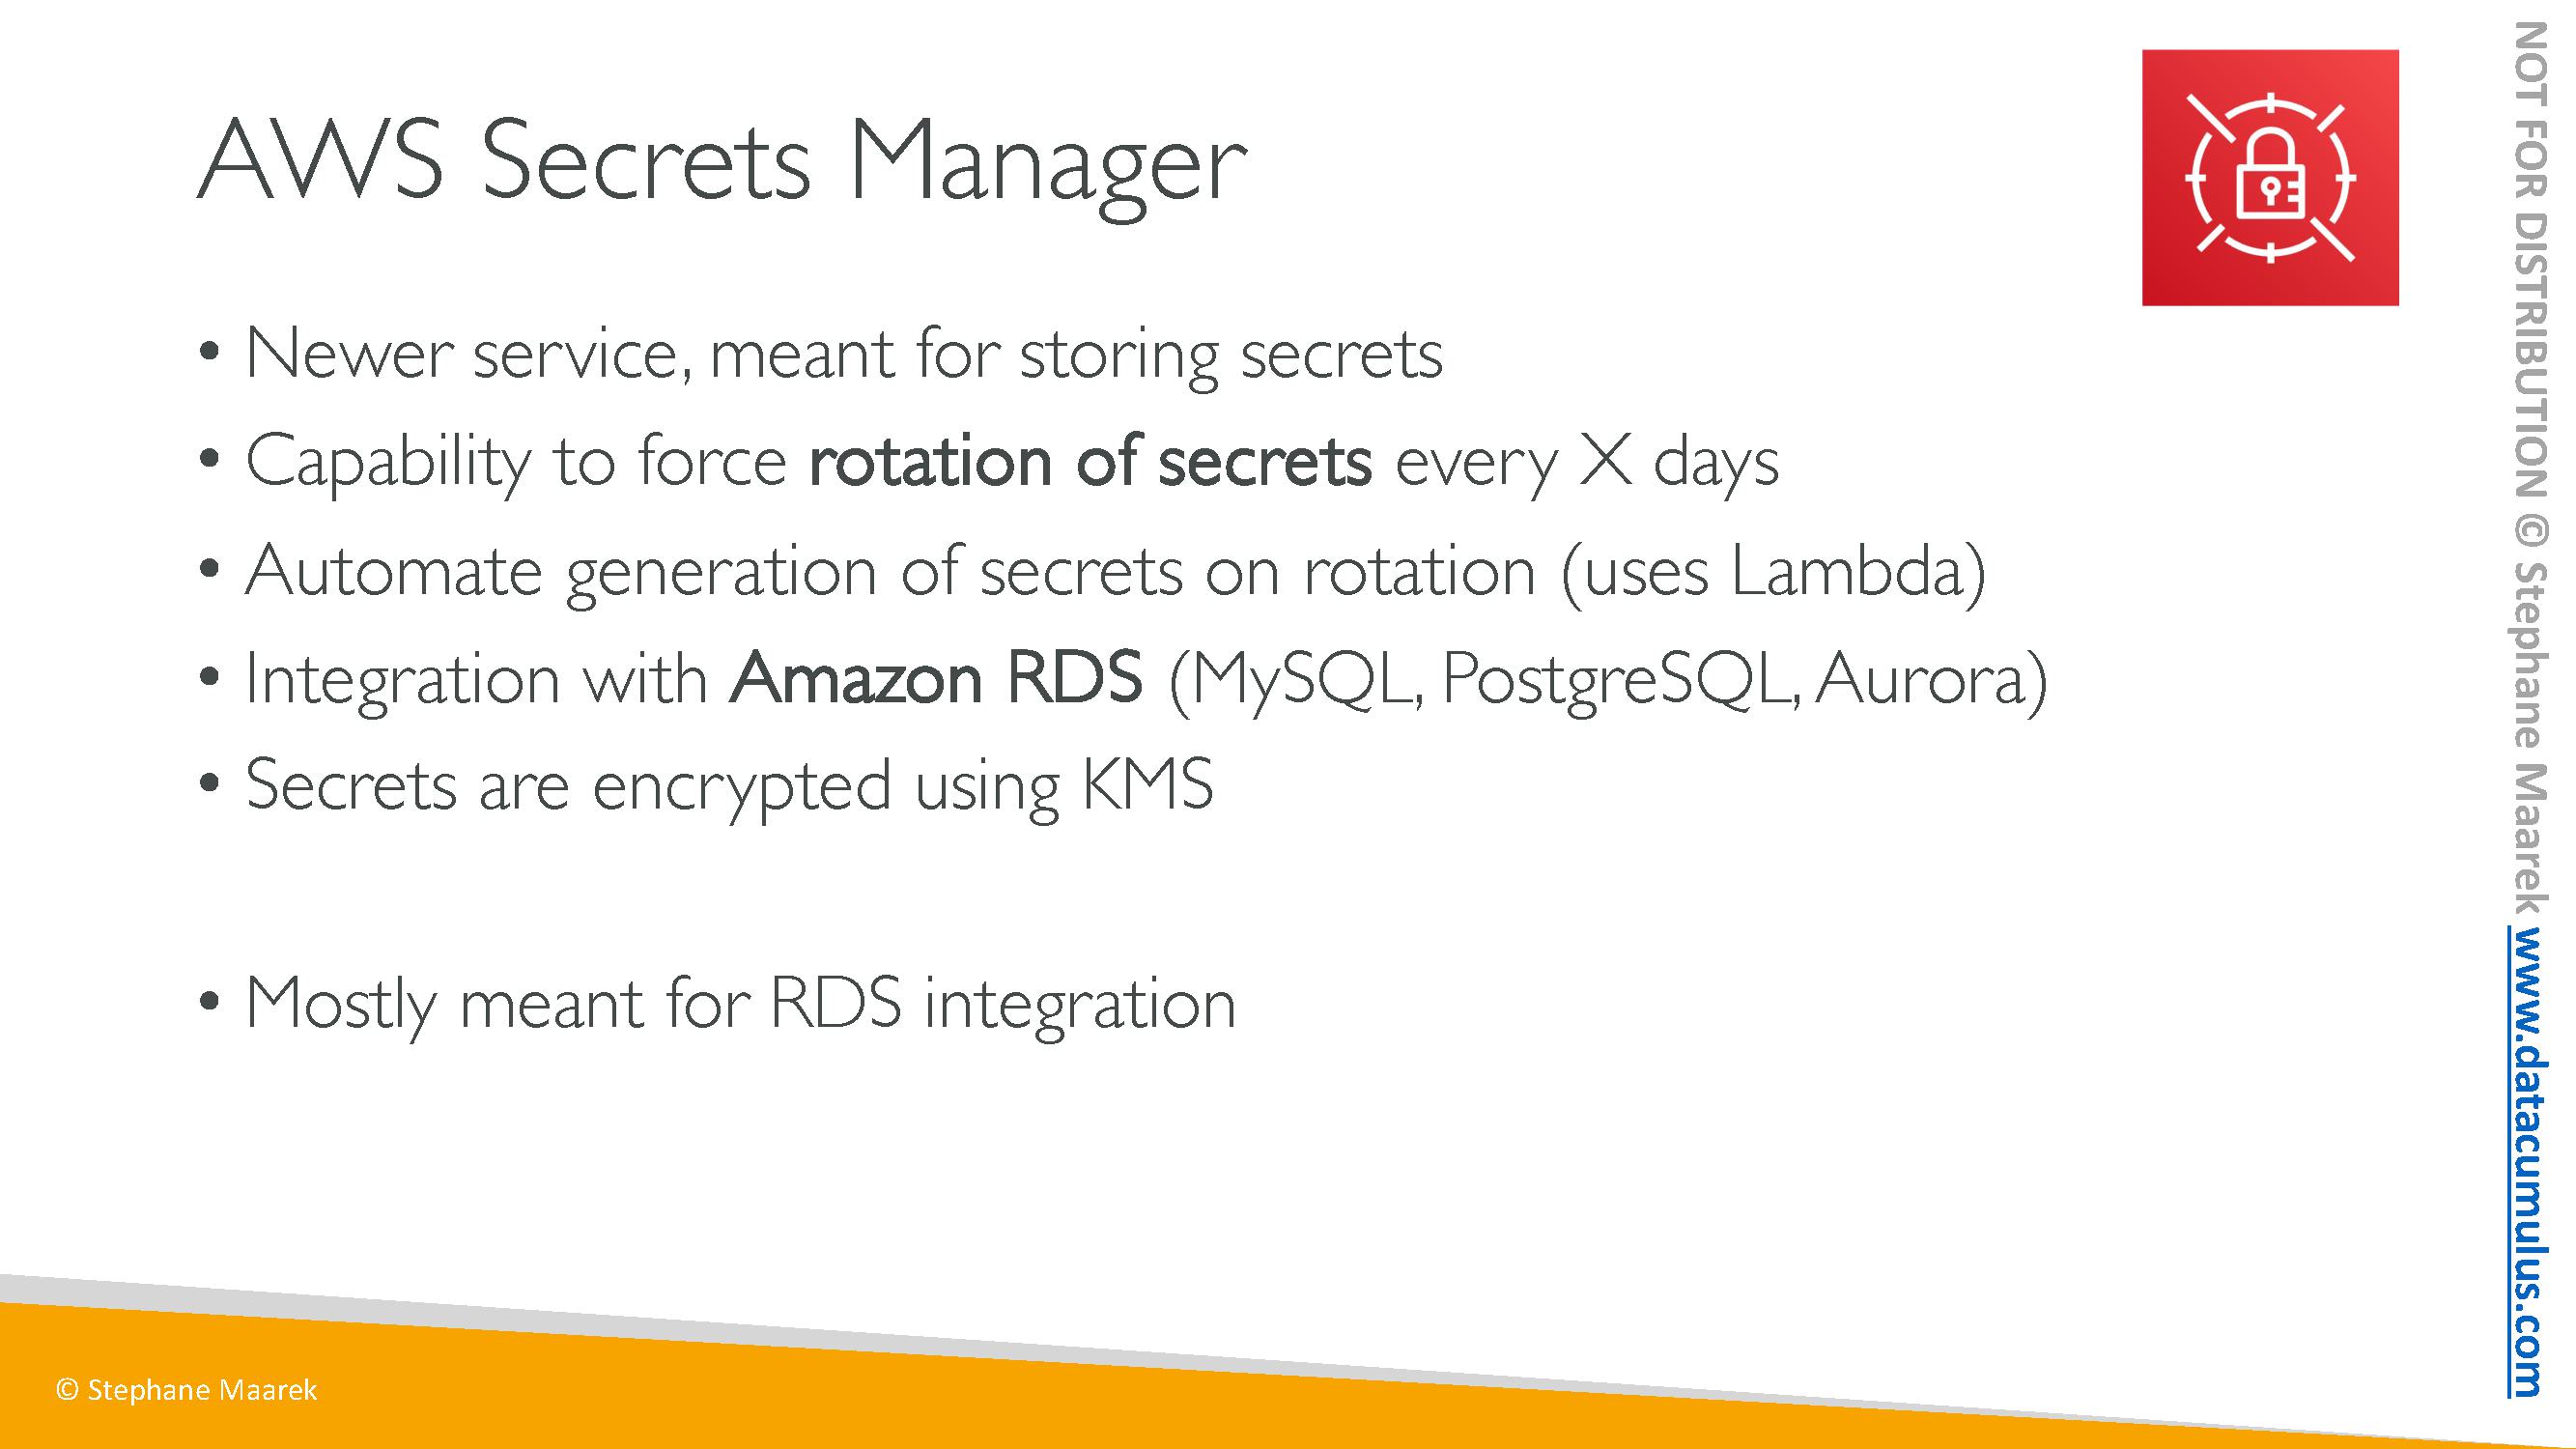 AWS Secrets Manager
• Newer service, meant for storing secrets
• Capability to force rotation of secrets every X days
• Automate generation of secrets on rotation (uses Lambda)
• Integration with Amazon RDS (MySQL, PostgreSQL, Aurora)
• Secrets are encrypted using KMS
• Mostly meant for RDS integration
© Stephane Maarek
NOT FOR DISTRIBUTION © Stephane Maarek www.datacumulus.com